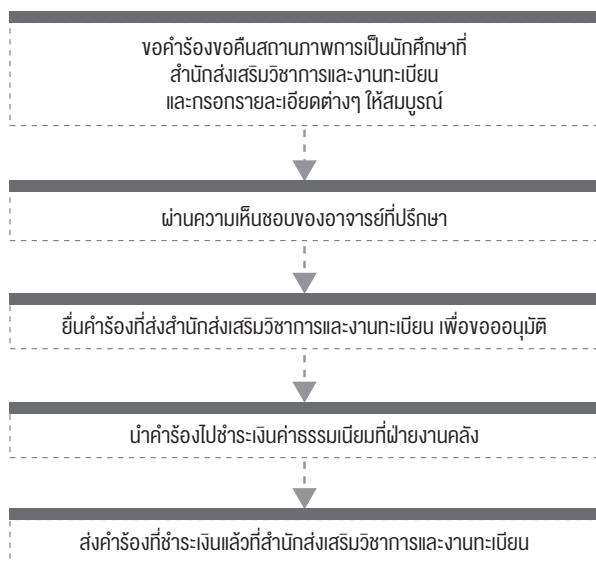 ขอคำร้องขอคืนสถานภาพการเป็นนักศึกษาที่
สำนักส่งเสริมวิชาการและงานทะเบียน
และกรอกรายละเอียดต่างๆ ให้สมบูรณ์
ผ่านความเห็นชอบของอาจารย์ที่ปรึกษา
ยื่นคำร้องที่ส่งสำนักส่งเสริมวิชาการและงานทะเบียน เพื่อขอออนุมัติ
นำคำร้องไปชำระเงินค่าธรรมเนียมที่ฝ่ายงานคลัง
ส่งคำร้องที่ชำระเงินแล้วที่สำนักส่งเสริมวิชาการและงานทะเบียน